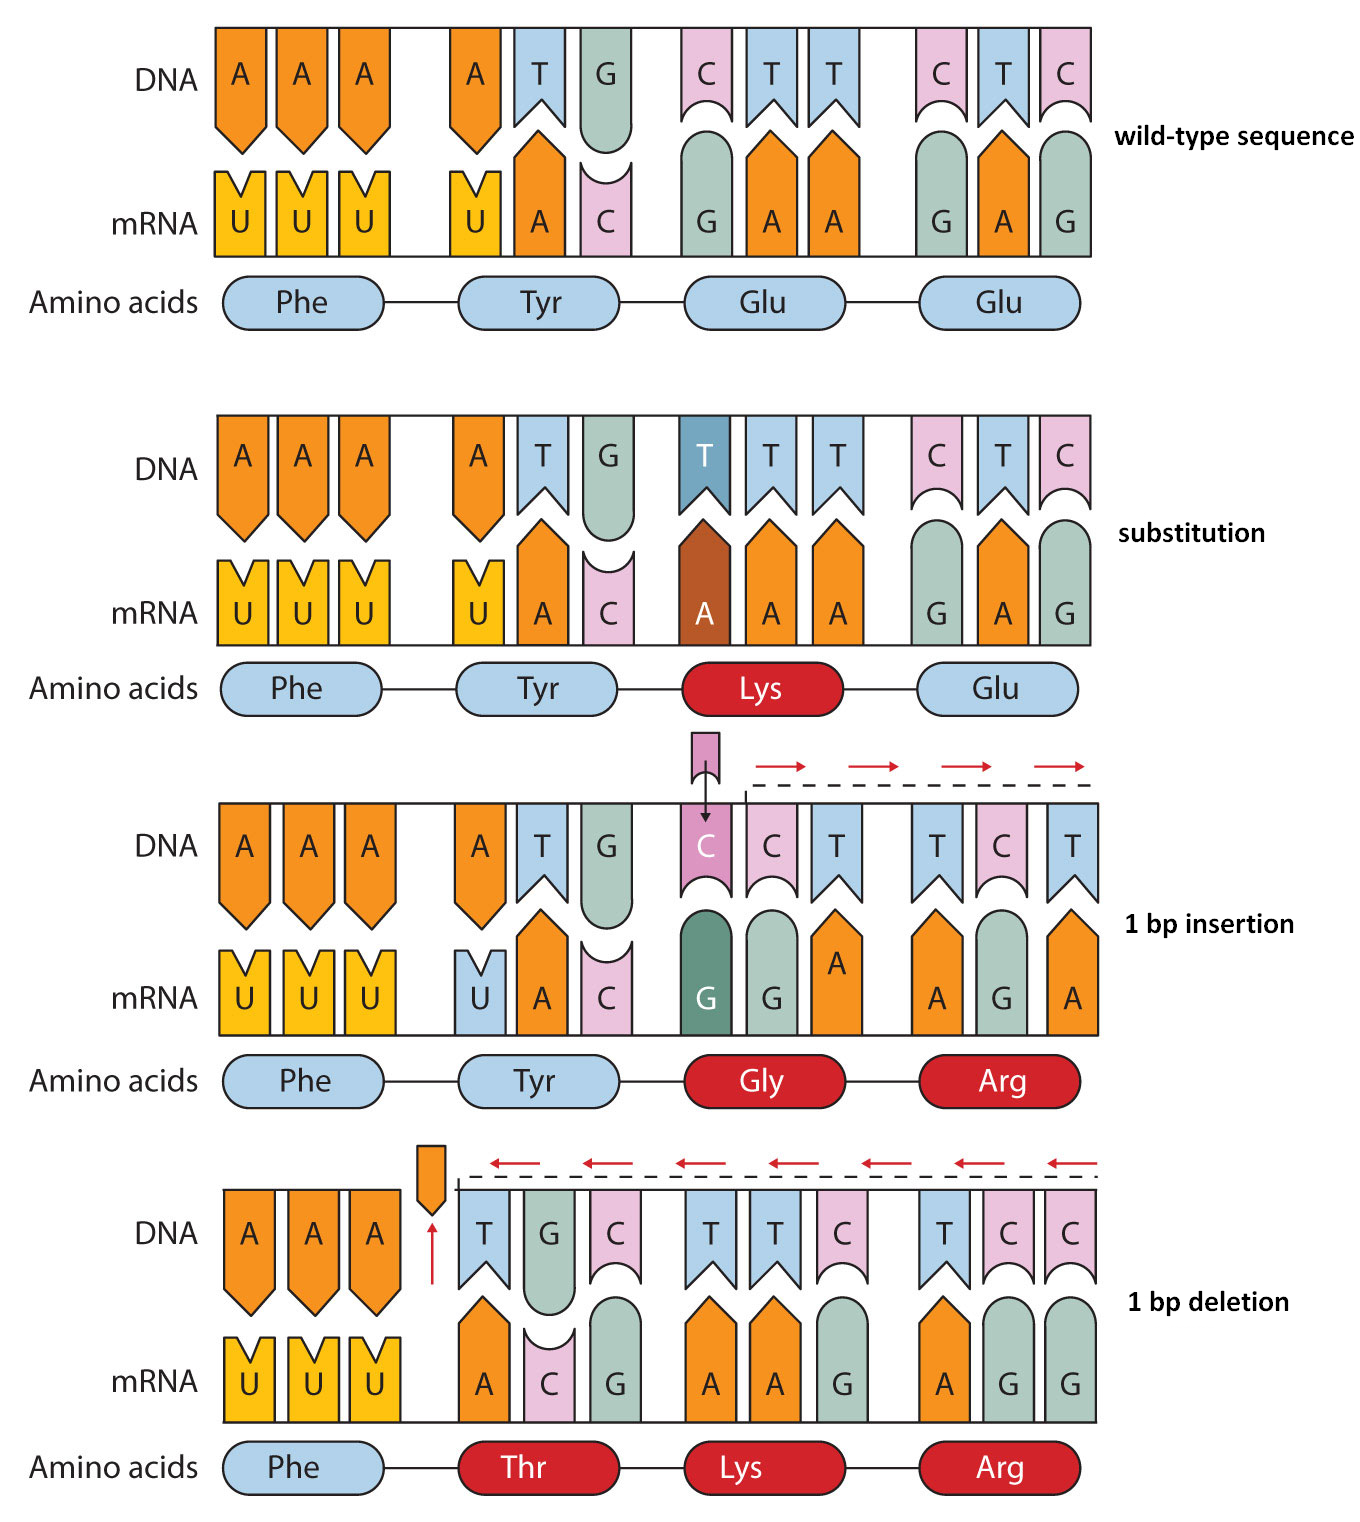 DNA A A A A T G C T T C T C
wild-type sequence
mRNA U U U U A C G A A G A G
Amino acids Phe Tyr Glu Glu
DNA A A A A T G T T T C T C
substitution
mRNA U U U U A C A A A G A G
Amino acids Phe Tyr Lys Glu
DNA A A A A T G C C T T C T
1 bp insertion
mRNA U U U U A C G G A A G A
Amino acids Phe Tyr Gly Arg
DNA A A A T G C T T C T C C
1 bp deletion
mRNA U U U A C G A A G A G G
Amino acids Phe Thr Lys Arg